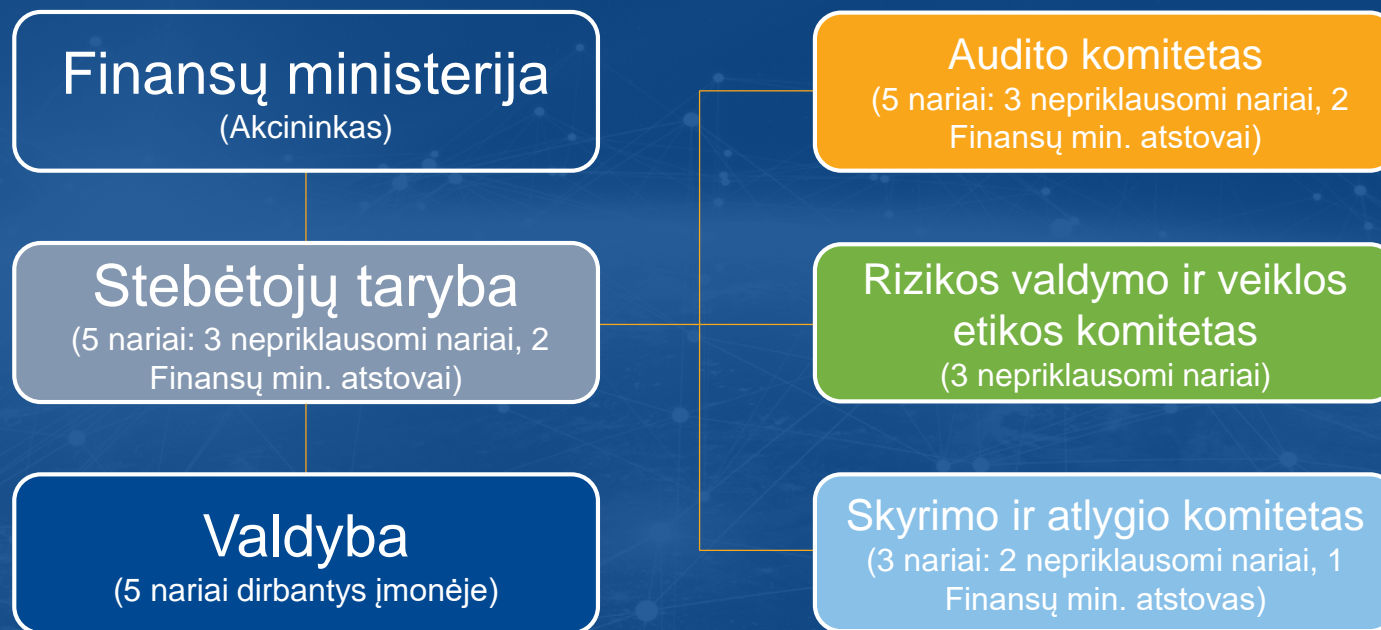 Finansų ministerija
(Akcininkas)
Stebėtojų taryba
(5 nariai: 3 nepriklausomi nariai, 2
Finansų min. atstovai)
Valdyba
(5 nariai dirbantys įmonėje)
Audito komitetas
(5 nariai: 3 nepriklausomi nariai, 2
Finansų min. atstovai)
Rizikos valdymo ir veiklos
etikos komitetas
(3 nepriklausomi nariai)
Skyrimo ir atlygio komitetas
(3 nariai: 2 nepriklausomi nariai, 1
Finansų min. atstovas)